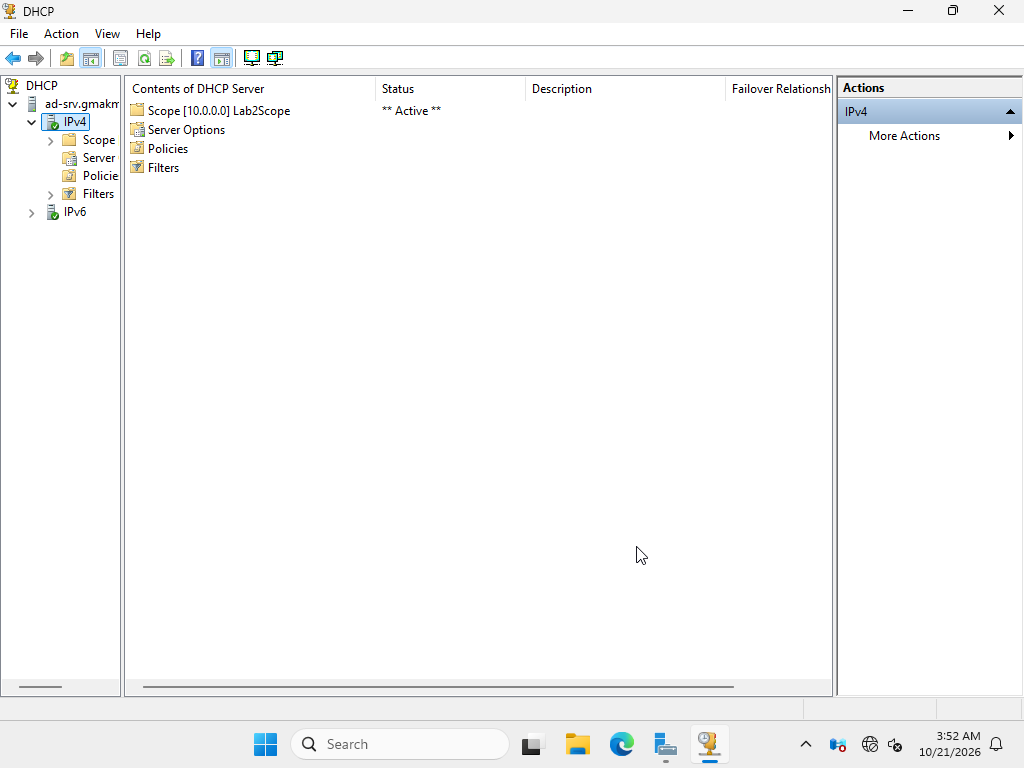 DHCP
File Action View Help
DHCP
ad-srv.gmakm
IPv4
Scope
Server
Policie
Filters
IPv6
Contents of DHCP Server Status Description Failover Relationsh
Scope [10.0.0.0] Lab2Scope ** Active **
Server Options
Policies
Filters
Actions
IPv4
More Actions
Search
3:52 AM
10/21/2026